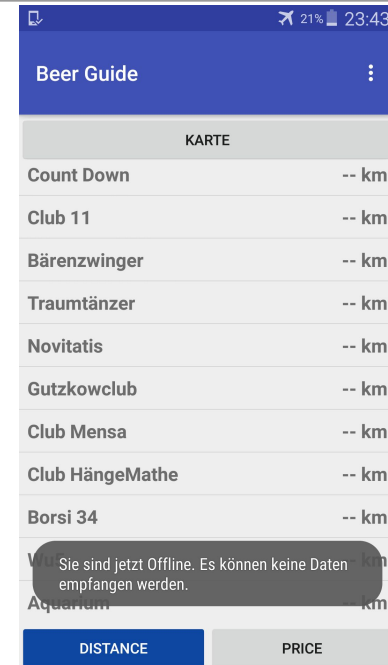 21% 23:43
Beer Guide
KARTE
Count Down -- km
Club 11 -- km
Bärenzwinger -- km
Traumtänzer -- km
Novitatis -- km
Gutzkowclub -- km
Club Mensa -- km
Club HängeMathe -- km
Borsi 34 -- km
km
Sie sind jetzt Offline. Es können keine Daten
empfangen werden.
Aquarium -- km
DISTANCE PRICE